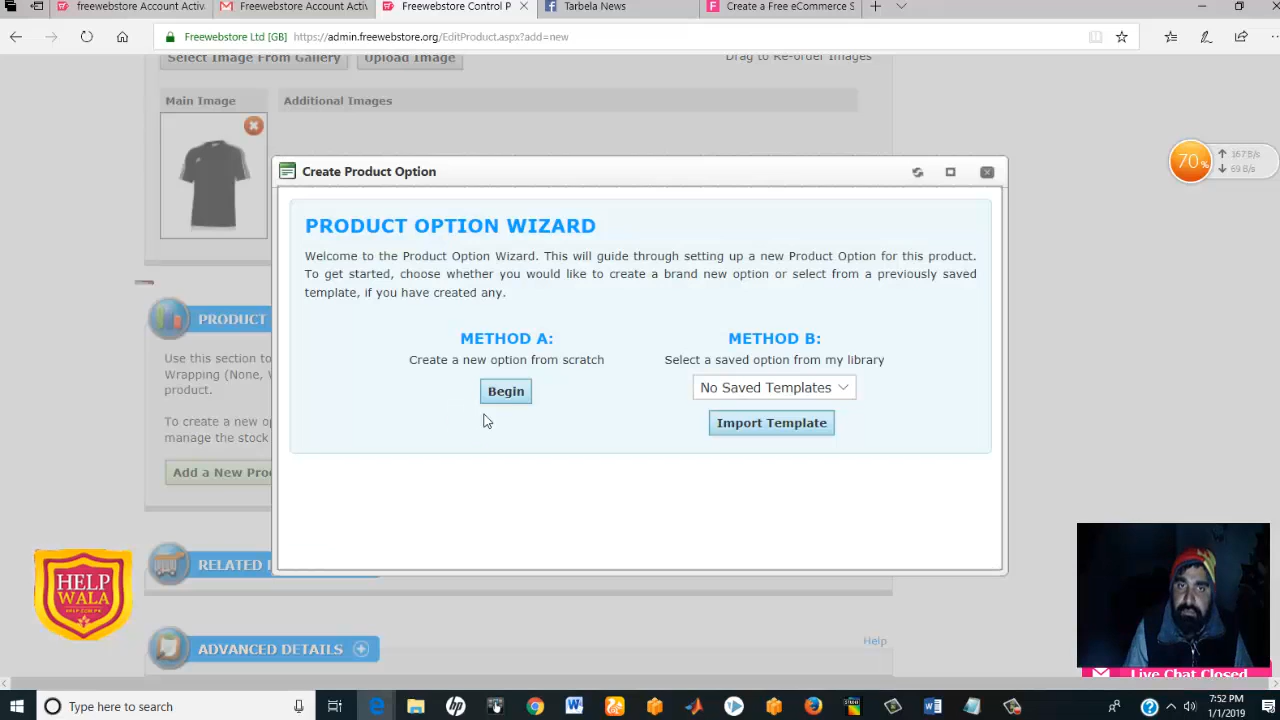 freewebstore Account Activ
Freewebstore Account Activ
Freewebstore Control P
Tarbela News
Create a Free eCommerce S
Freewebstore Ltd [GB]
https://admin.freewebstore.org/EditProduct.aspx?add=new
Select Image From Gallery
Upload Image
Drag to Re-order Images
Main Image
Additional Images
70%
167B/s
69B/s
Create Product Option
PRODUCT OPTION WIZARD
Welcome to the Product Option Wizard. This will guide through setting up a new Product Option for this product.
To get started, choose whether you would like to create a brand new option or select from a previously saved
template, if you have created any.
METHOD A:
Create a new option from scratch
Begin
METHOD B:
Select a saved option from my library
No Saved Templates
Import Template
PRODUCT
Use this section to
Wrapping (None, W
product.
To create a new op
manage the stock
Add a New Proc
RELATED I
ADVANCED DETAILS
Help
HELP
WALA
HELP.COM.PK
Live Chat Closed
Type here to search
7:52 PM
1/1/2019